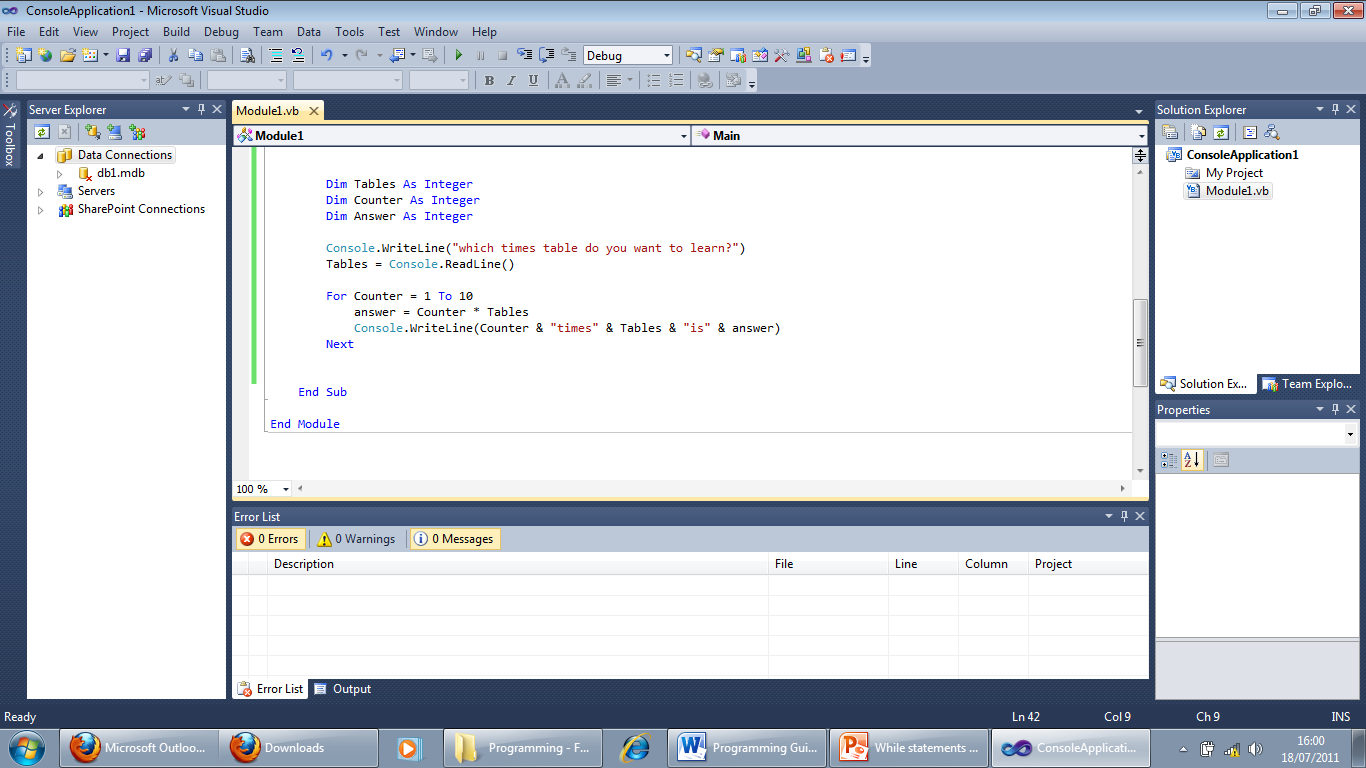 ConsoleApplication1 - Microsoft Visual Studio
File Edit View Project Build Debug Team Data Tools Test Window Help
Debug
B I U A
Toolbox
Server Explorer
Data Connections
db1.mdb
Servers
SharePoint Connections
Module1.vb
Module1 Main
Dim Tables As Integer
Dim Counter As Integer
Dim Answer As Integer
Console.WriteLine("which times table do you want to learn?")
Tables = Console.ReadLine()
For Counter = 1 To 10
answer = Counter * Tables
Console.WriteLine(Counter & "times" & Tables & "is" & answer)
Next
End Sub
End Module
100 %
Error List
0 Errors 0 Warnings 0 Messages
Description File Line Column Project
Error List Output
Solution Explorer
ConsoleApplication1
My Project
Module1.vb
Solution Ex... Team Explo...
Properties
Ready Ln 42 Col 9 Ch 9 INS
Microsoft Outloo... Downloads Programming - F... Programming Gui... While statements ... ConsoleApplicati... 16:00
18/07/2011